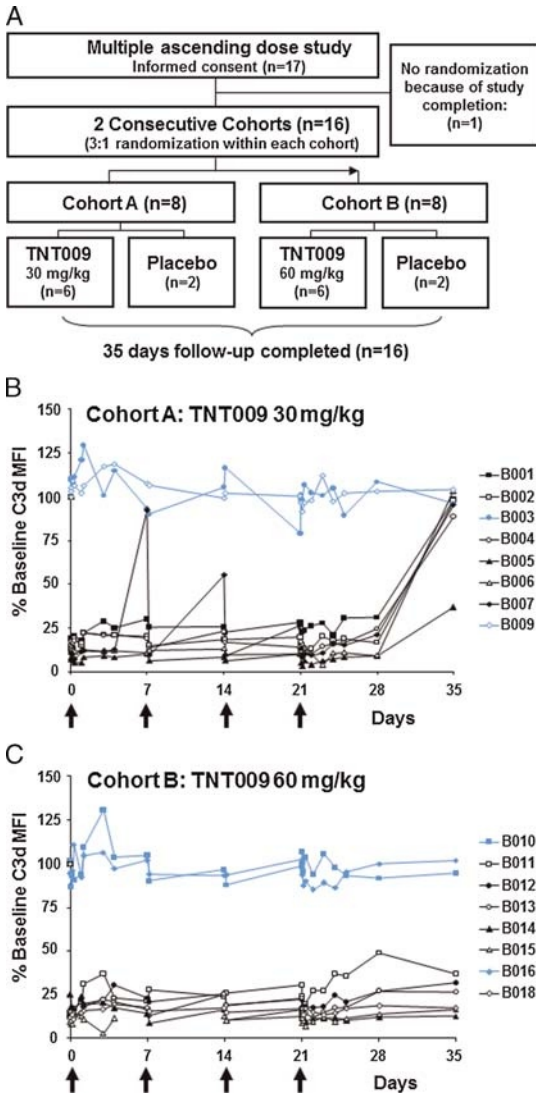 A
Multiple ascending dose study
Informed consent (n=17)
No randomization
because of study
completion:
(n=1)
2 Consecutive Cohorts (n=16)
(3:1 randomization within each cohort)
Cohort A (n=8)
Cohort B (n=8)
TNT009
30 mg/kg
(n=6)
Placebo
(n=2)
TNT009
60 mg/kg
(n=6)
Placebo
(n=2)
35 days follow-up completed (n=16)
B
Cohort A: TNT009 30 mg/kg
% Baseline C3d MFI
150
125
100
75
50
25
0
0 7 14 21 28 35
Days
B001
B002
B003
B004
B005
B006
B007
B009
C
Cohort B: TNT009 60 mg/kg
% Baseline C3d MFI
150
125
100
75
50
25
0
0 7 14 21 28 35
Days
B010
B011
B012
B013
B014
B015
B016
B018